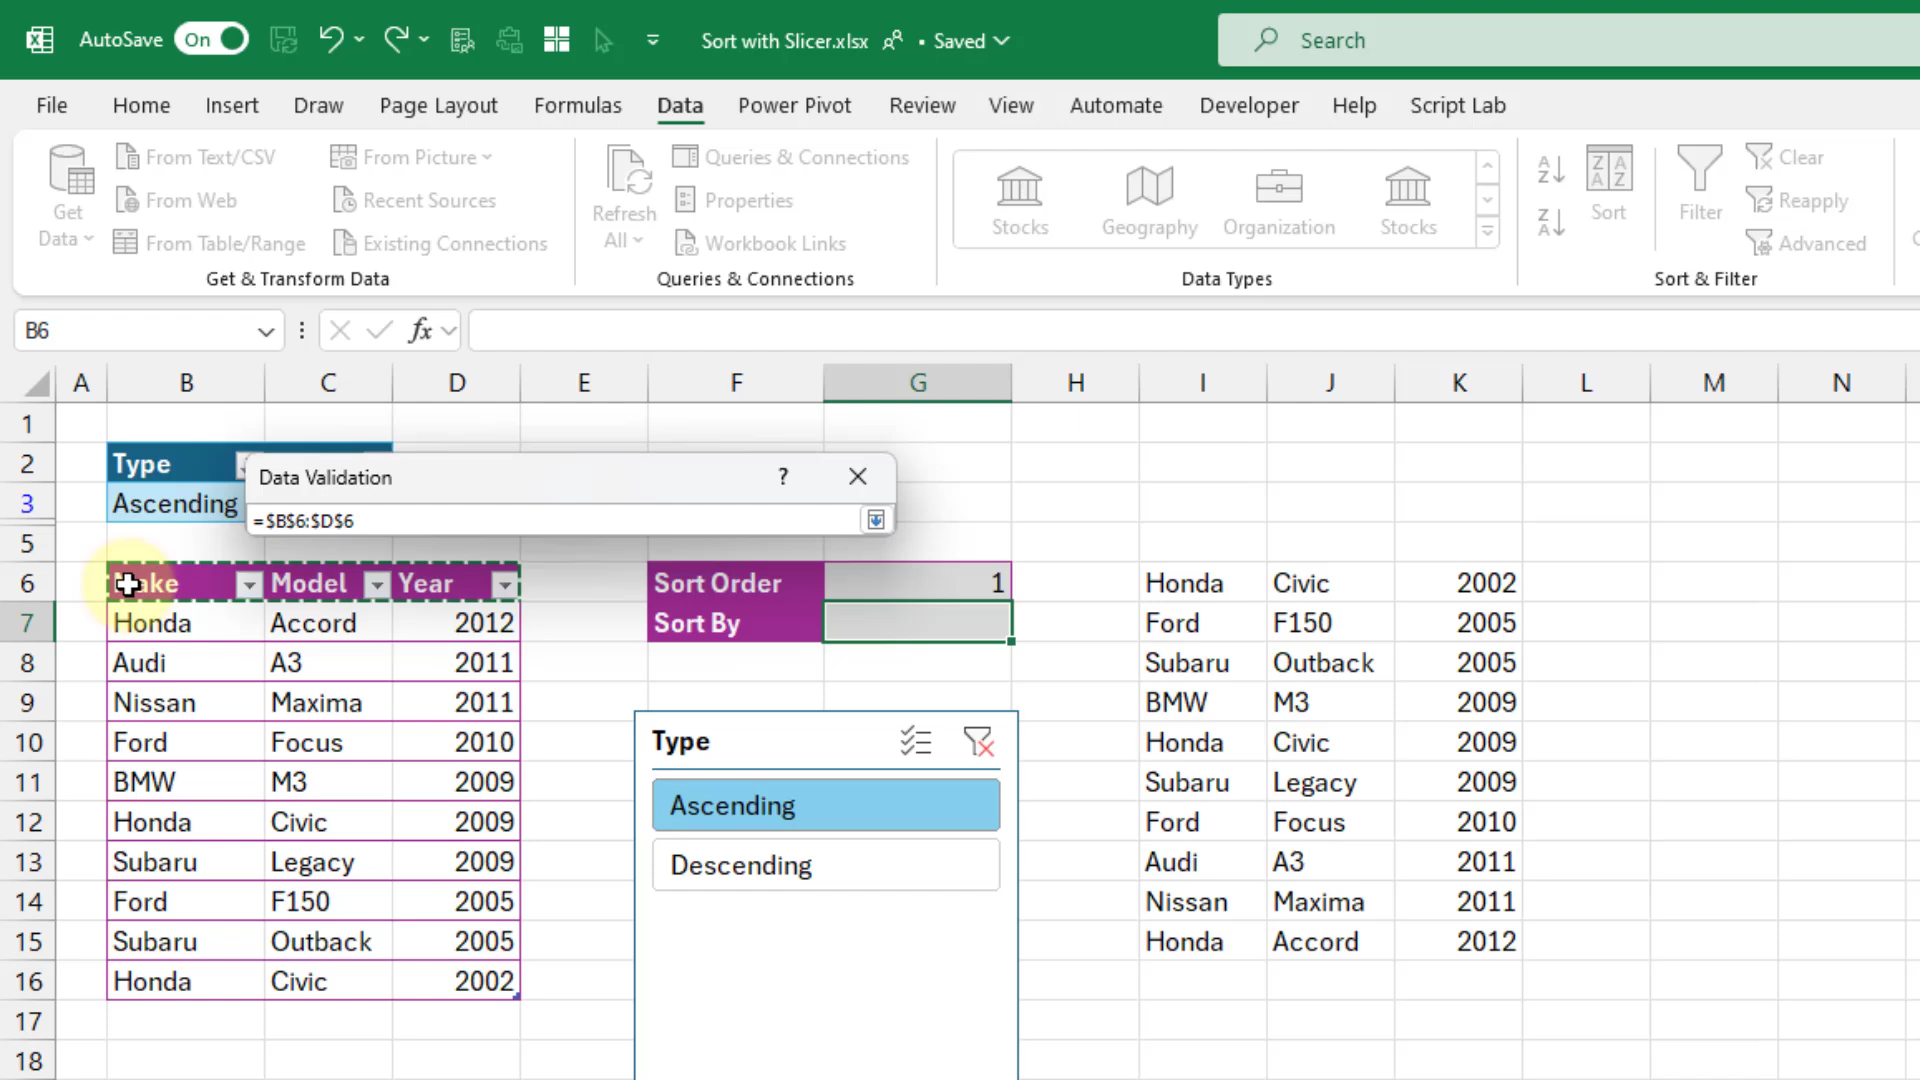 AutoSave On Sort with Slicer.xlsx • Saved Search
File Home Insert Draw Page Layout Formulas Data Power Pivot Review View Automate Developer Help Script Lab
Get Data
From Text/CSV
From Web
From Table/Range
From Picture
Recent Sources
Existing Connections
Get & Transform Data
Refresh All
Queries & Connections
Properties
Workbook Links
Queries & Connections
Stocks Geography Organization Stocks
Data Types
Sort
Filter
Clear
Reapply
Advanced
Sort & Filter
B6 fx
A B C D E F G H I J K L M N
1
2 Type
3 Ascending
Data Validation ?
=$B$6:$D$6
5
6 Make Model Year Sort Order 1 Honda Civic 2002
7 Honda Accord 2012 Sort By Ford F150 2005
8 Audi A3 2011 Subaru Outback 2005
9 Nissan Maxima 2011 BMW M3 2009
10 Ford Focus 2010 Type Honda Civic 2009
11 BMW M3 2009 Ascending Subaru Legacy 2009
12 Honda Civic 2009 Ford Focus 2010
13 Subaru Legacy 2009 Descending Audi A3 2011
14 Ford F150 2005 Nissan Maxima 2011
15 Subaru Outback 2005 Honda Accord 2012
16 Honda Civic 2002
17
18